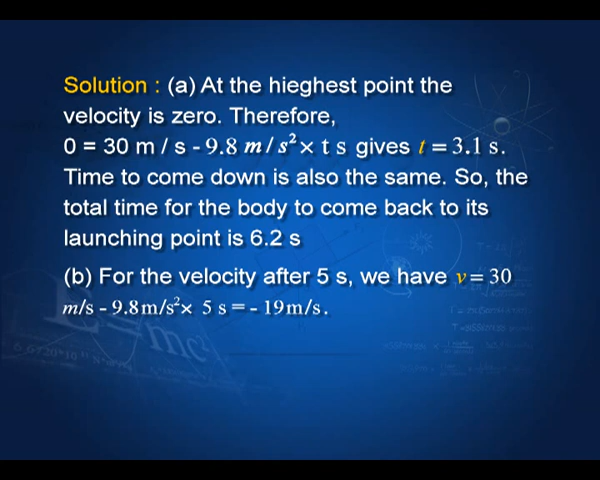 Solution : (a) At the hieghest point the
velocity is zero. Therefore,
0 = 30 m / s - 9.8 m / s² × t s gives t = 3.1 s.
Time to come down is also the same. So, the
total time for the body to come back to its
launching point is 6.2 s
(b) For the velocity after 5 s, we have v = 30
m/s - 9.8m/s² × 5 s = - 19m/s.